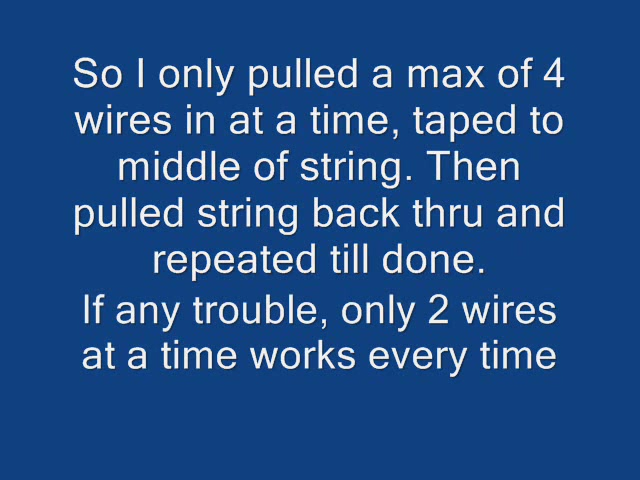 So I only pulled a max of 4
wires in at a time, taped to
middle of string. Then
pulled string back thru and
repeated till done.
If any trouble, only 2 wires
at a time works every time